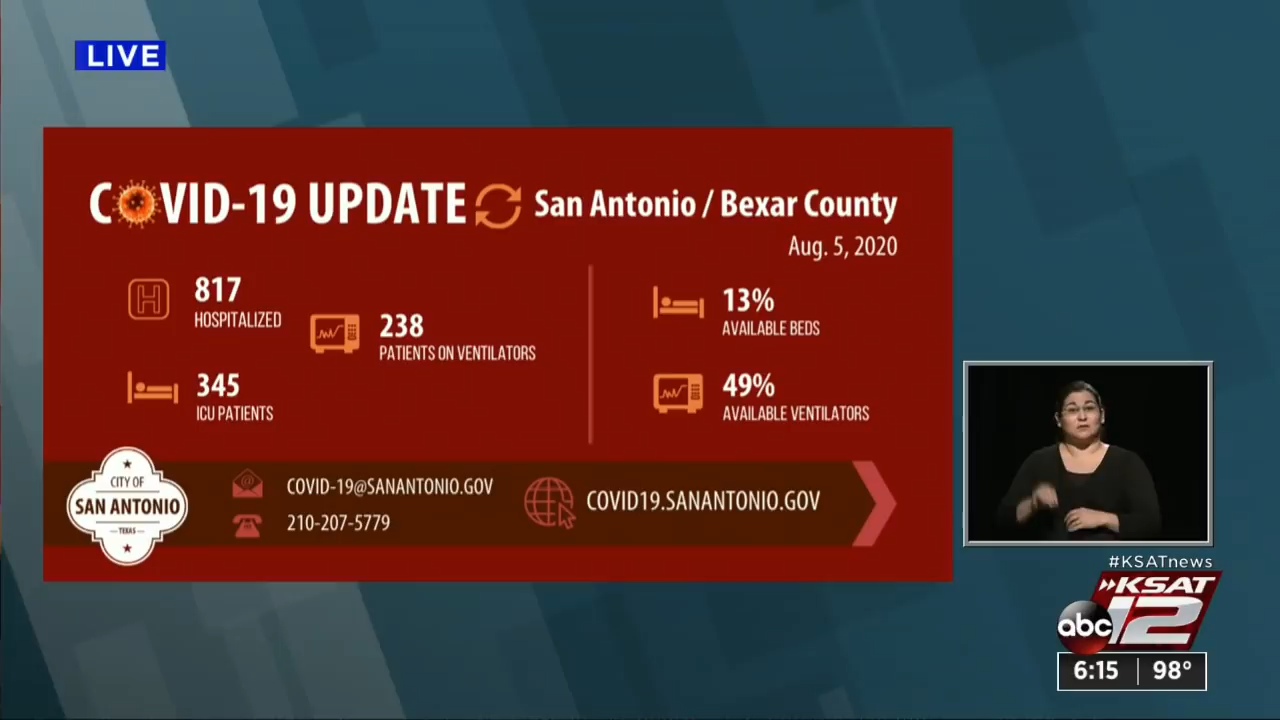 LIVE
COVID-19 UPDATE
San Antonio / Bexar County
Aug. 5, 2020
817
HOSPITALIZED
238
PATIENTS ON VENTILATORS
345
ICU PATIENTS
13%
AVAILABLE BEDS
49%
AVAILABLE VENTILATORS
CITY OF
SAN ANTONIO
TEXAS
COVID-19@SANANTONIO.GOV
210-207-5779
COVID19.SANANTONIO.GOV
#KSATnews
KSAT
abc 12
6:15 98°